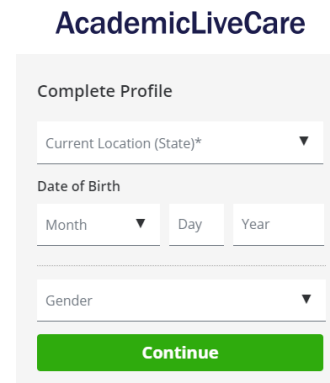 AcademicLiveCare
Complete Profile
Current Location (State)*
Date of Birth
Month Day Year
Gender
Continue